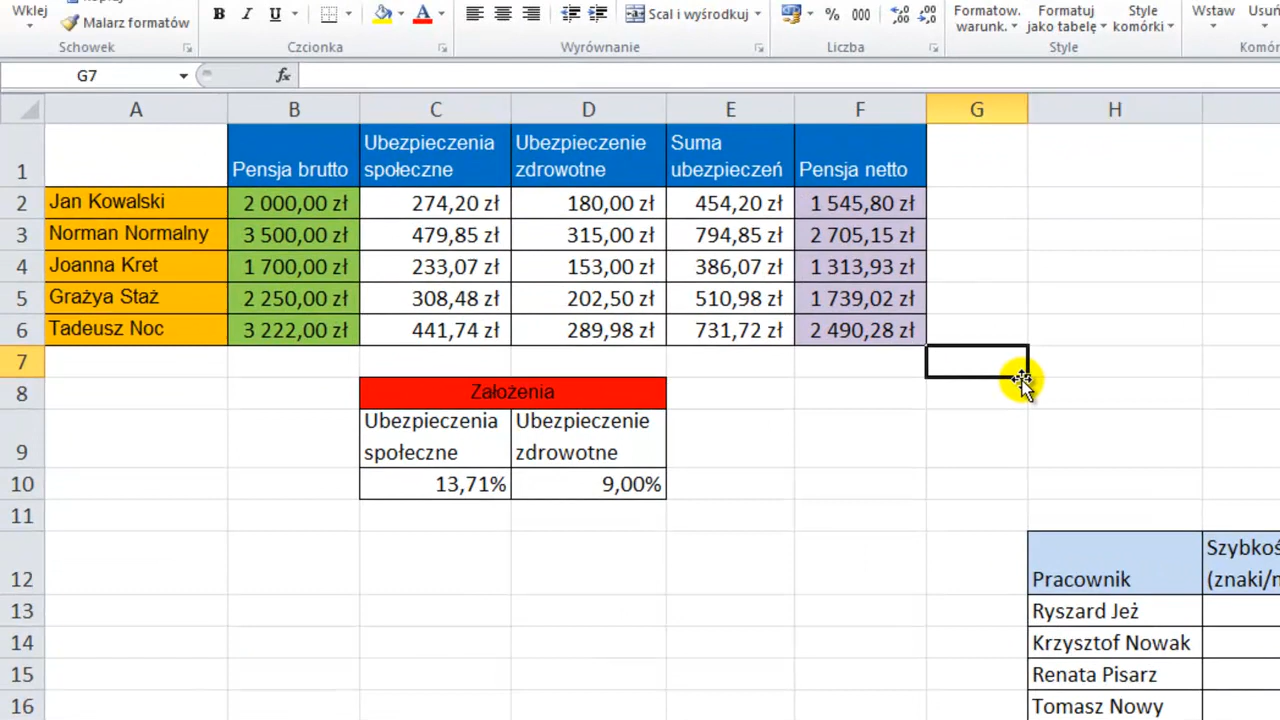 Wklej
Malarz formatów
B I U
A
Scal i wyśrodkuj
% 000
Formatow.
warunk.
Formatuj
jako tabelę
Style
komórki
Wstaw
Usuń
Schowek
Czcionka
Wyrównanie
Liczba
Style
Komór
G7
fx
A B C D E F G H
1 Pensja brutto
Ubezpieczenia
społeczne
Ubezpieczenie
zdrowotne
Suma
ubezpieczeń
Pensja netto
2 Jan Kowalski 2 000,00 zł 274,20 zł 180,00 zł 454,20 zł 1 545,80 zł
3 Norman Normalny 3 500,00 zł 479,85 zł 315,00 zł 794,85 zł 2 705,15 zł
4 Joanna Kret 1 700,00 zł 233,07 zł 153,00 zł 386,07 zł 1 313,93 zł
5 Grażya Staż 2 250,00 zł 308,48 zł 202,50 zł 510,98 zł 1 739,02 zł
6 Tadeusz Noc 3 222,00 zł 441,74 zł 289,98 zł 731,72 zł 2 490,28 zł
7
8 Założenia
9
Ubezpieczenia
społeczne
Ubezpieczenie
zdrowotne
10 13,71% 9,00%
11
12 Pracownik
Szybkoś
(znaki/m
13 Ryszard Jeż
14 Krzysztof Nowak
15 Renata Pisarz
16 Tomasz Nowy